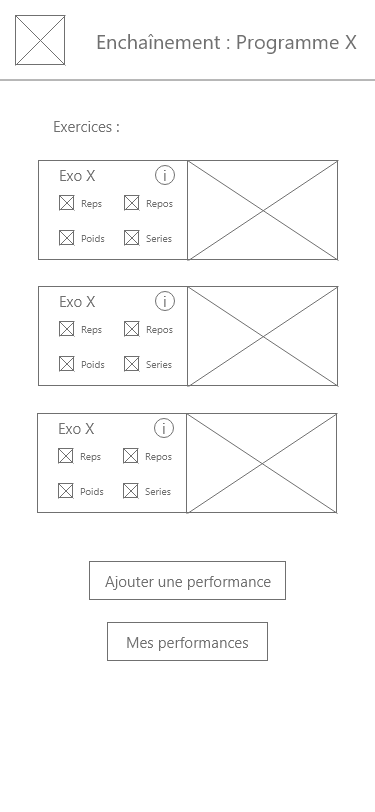 Enchaînement : Programme X
Exercices :
Exo X i
Reps Repos
Poids Series
Exo X i
Reps Repos
Poids Series
Exo X i
Reps Repos
Poids Series
Ajouter une performance
Mes performances